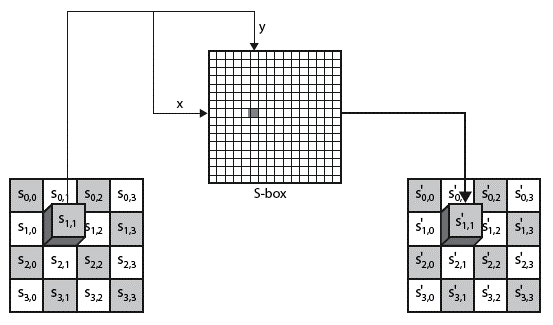 y
x
S-box
S0,0 S0,1 S0,2 S0,3
S1,0 S1,1 S1,2 S1,3
S2,0 S2,1 S2,2 S2,3
S3,0 S3,1 S3,2 S3,3
S'0,0 S'0,1 S'0,2 S'0,3
S'1,0 S'1,1 S'1,2 S'1,3
S'2,0 S'2,1 S'2,2 S'2,3
S'3,0 S'3,1 S'3,2 S'3,3